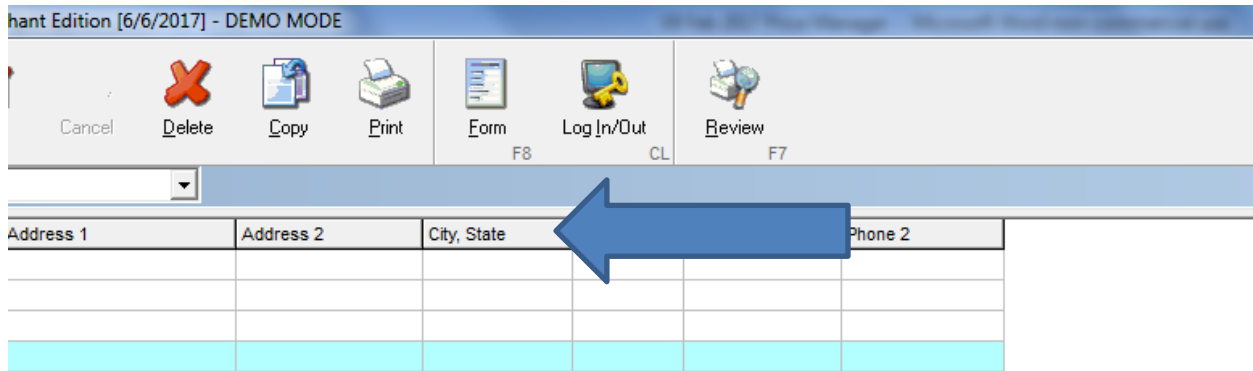 hant Edition [6/6/2017] - DEMO MODE
Cancel Delete Copy Print Form Log In/Out Review
F8 CL F7
Address 1 Address 2 City, State Phone 2